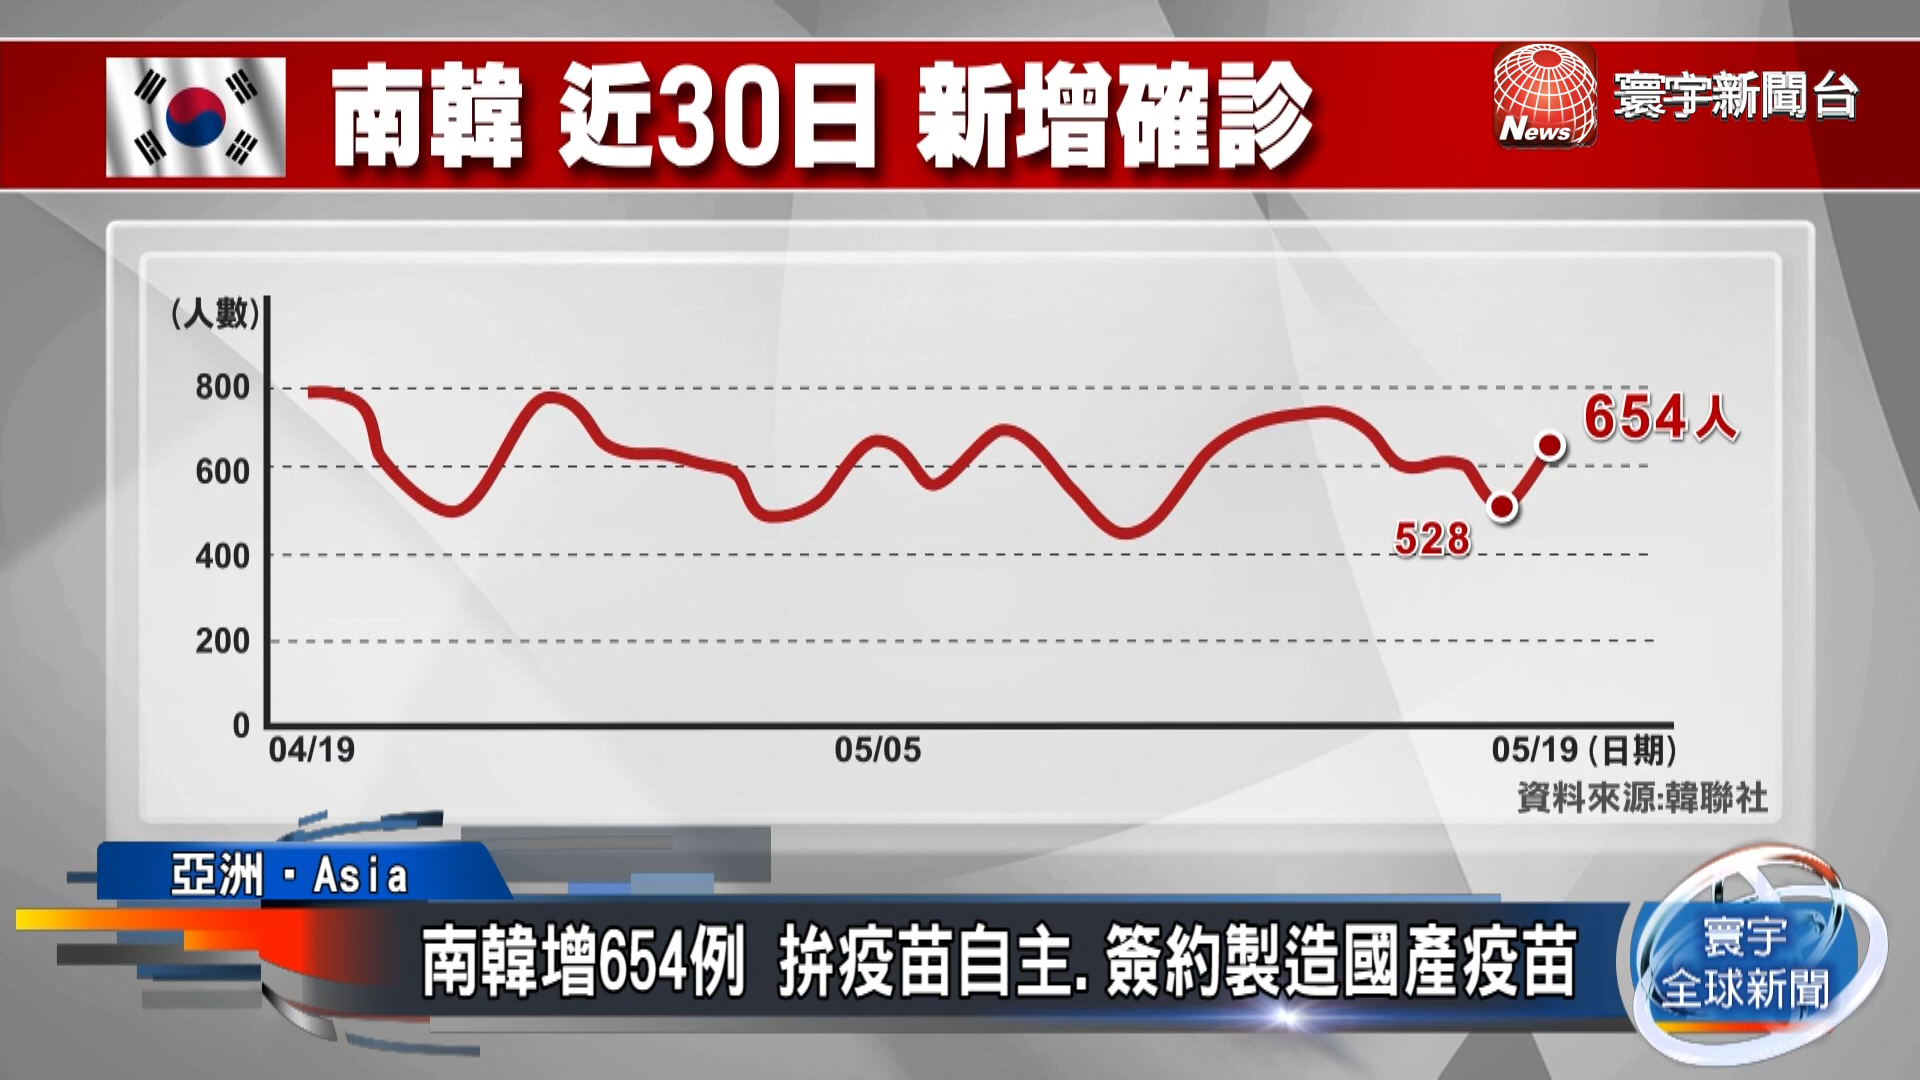 南韓 近30日 新增確診
News
寰宇新聞台
(人數)
800
600
400
200
0
654人
528
04/19
05/05
05/19 (日期)
資料來源:韓聯社
亞洲·Asia
南韓增654例 拚疫苗自主.簽約製造國產疫苗
寰宇
全球新聞